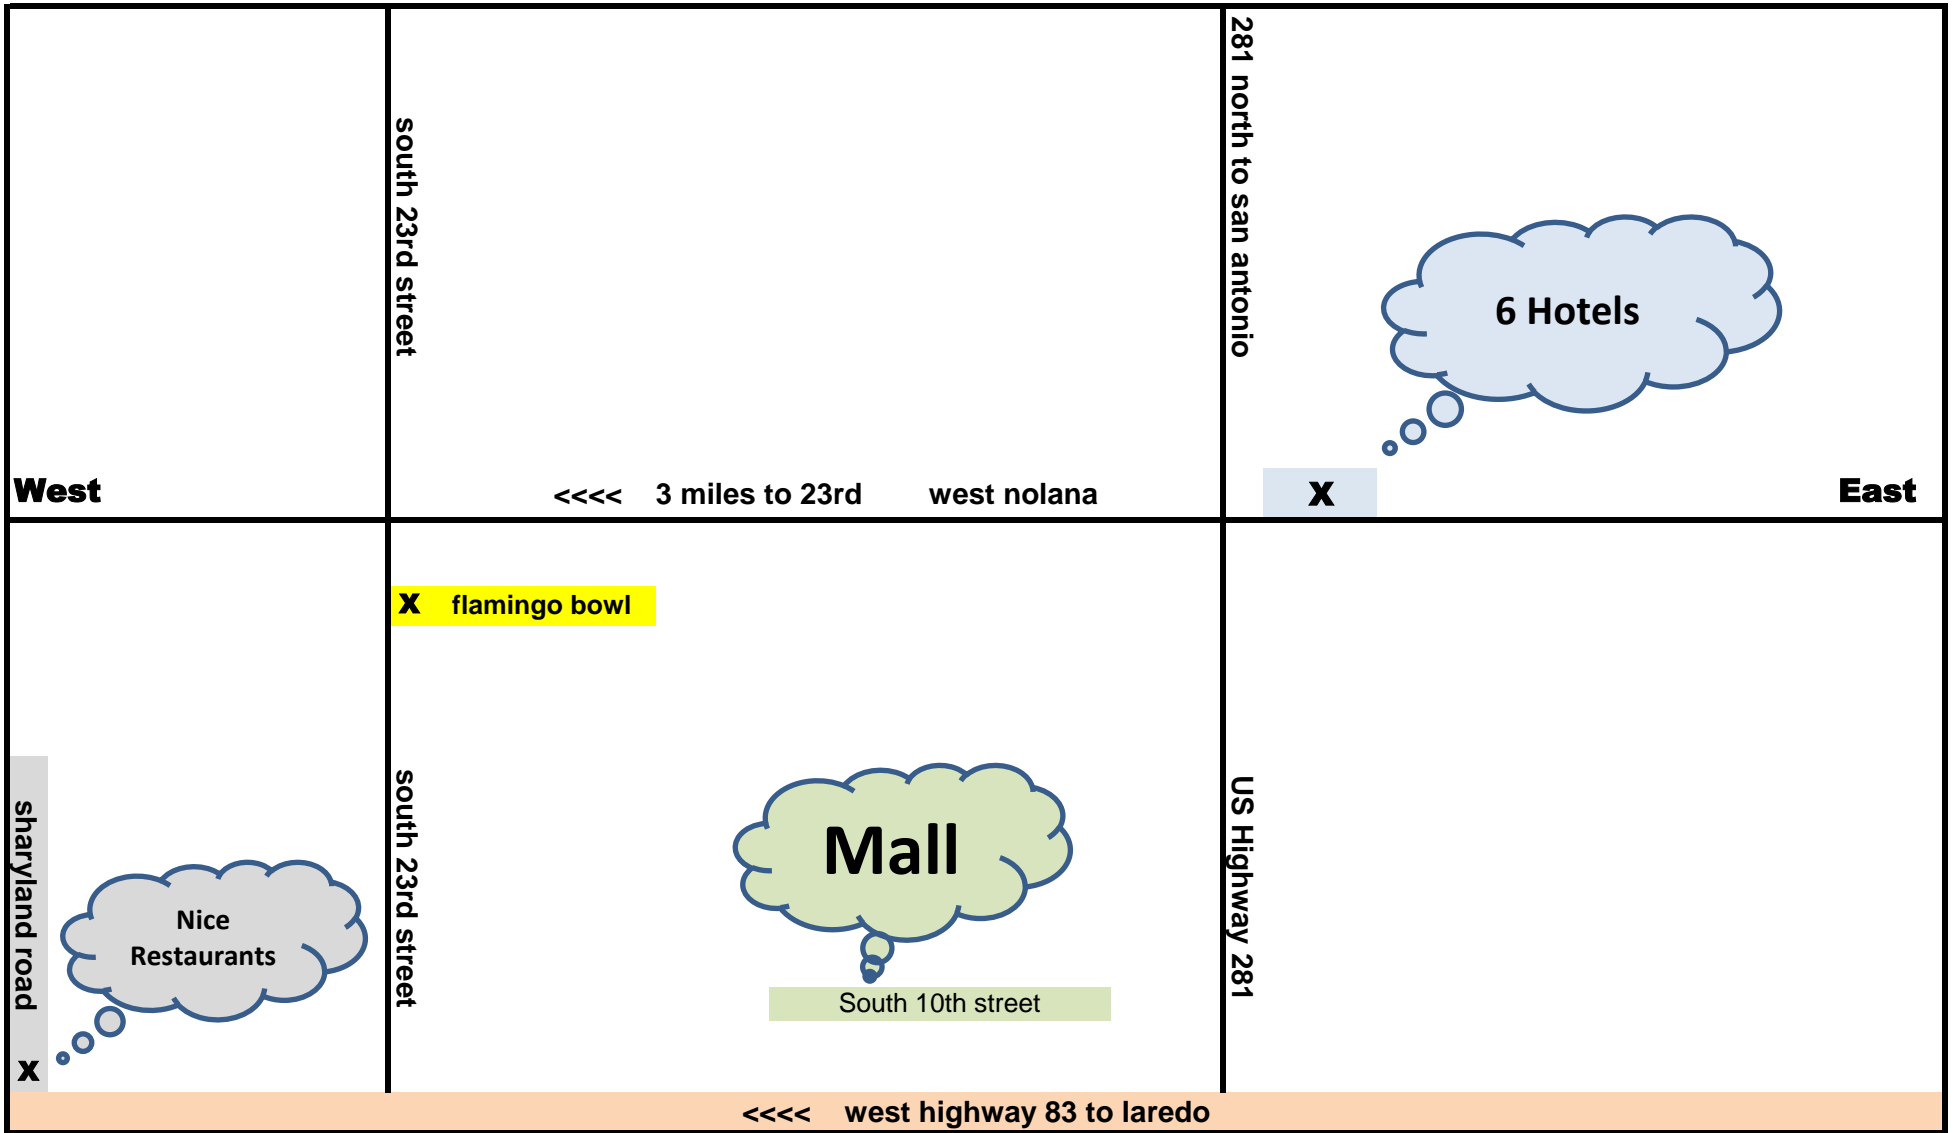 south 23rd street
281 north to san antonio
6 Hotels
West
<<<< 3 miles to 23rd west nolana
X
East
X flamingo bowl
sharyland road
X
Nice
Restaurants
south 23rd street
Mall
South 10th street
US Highway 281
<<<< west highway 83 to laredo